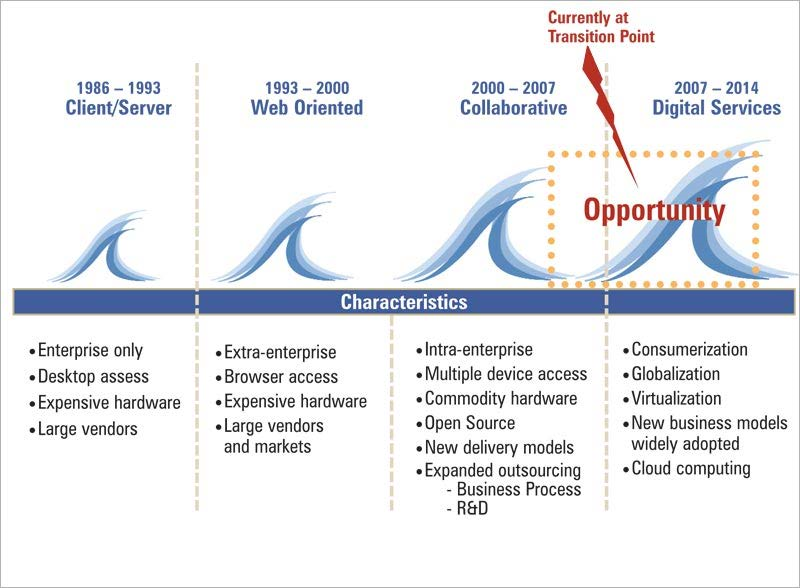 Currently at
Transition Point
1986 – 1993
Client/Server
1993 – 2000
Web Oriented
2000 – 2007
Collaborative
2007 – 2014
Digital Services
Opportunity
Characteristics
• Enterprise only
• Desktop assess
• Expensive hardware
• Large vendors
• Extra-enterprise
• Browser access
• Expensive hardware
• Large vendors
and markets
• Intra-enterprise
• Multiple device access
• Commodity hardware
• Open Source
• New delivery models
• Expanded outsourcing
- Business Process
- R&D
• Consumerization
• Globalization
• Virtualization
• New business models
widely adopted
• Cloud computing